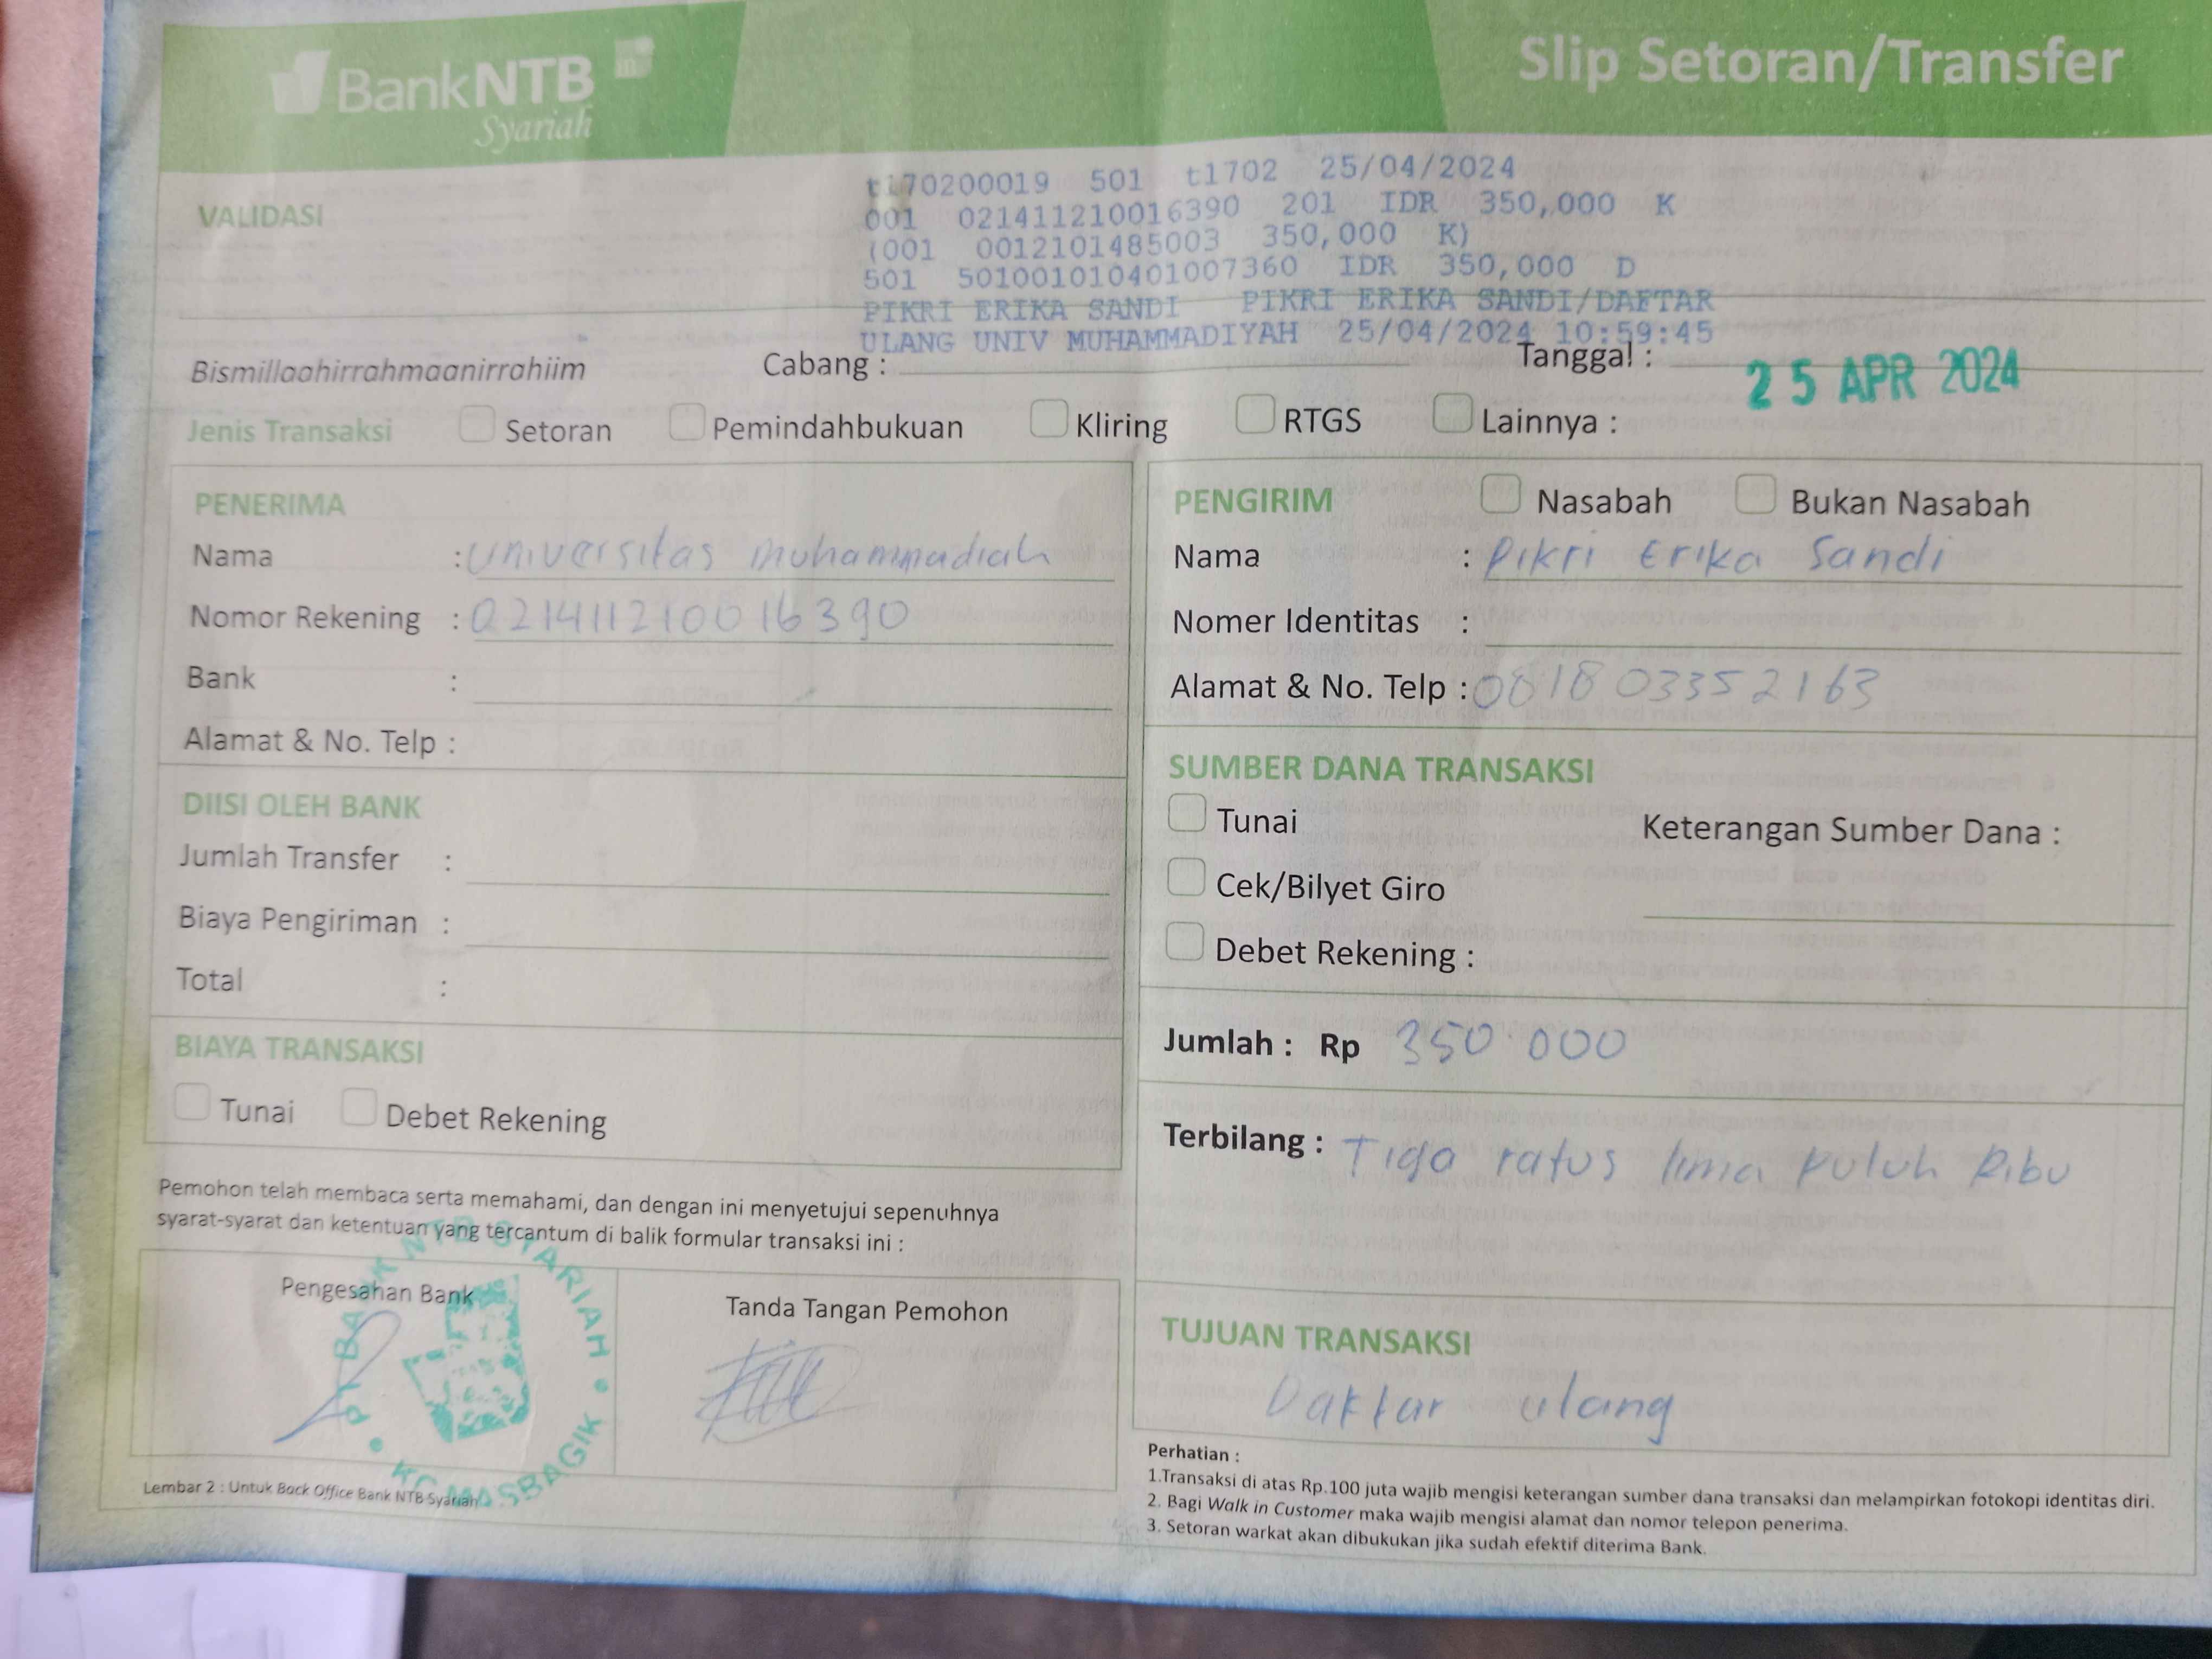 BankNTB
Syariah
Slip Setoran/Transfer
VALIDASI
t170200019 501 t1702 25/04/2024
001 021411210016390 201 IDR 350,000 K
(001 0012101485003 350,000 K)
501 501001010401007360 IDR 350,000 D
PIKRI ERIKA SANDI PIKRI ERIKA SANDI/DAFTAR
ULANG UNIV MUHAMMADIYAH 25/04/2024 10:59:45
Bismillaahirrahmaanirrahiim Cabang : Tanggal : 25 APR 2024
Jenis Transaksi Setoran Pemindahbukuan Kliring RTGS Lainnya :
PENERIMA
Nama : Universitas Muhammadiah
Nomor Rekening : 021411210016390
Bank :
Alamat & No. Telp :
DIISI OLEH BANK
Jumlah Transfer :
Biaya Pengiriman :
Total :
BIAYA TRANSAKSI
Tunai Debet Rekening
Pemohon telah membaca serta memahami, dan dengan ini menyetujui sepenuhnya
syarat-syarat dan ketentuan yang tercantum di balik formular transaksi ini :
Pengesahan Bank
PT BANK NTB SYARIAH
KC MASBAGIK
Tanda Tangan Pemohon
Lembar 2 : Untuk Back Office Bank NTB Syariah
PENGIRIM Nasabah Bukan Nasabah
Nama : Pikri Erika Sandi
Nomer Identitas :
Alamat & No. Telp :
SUMBER DANA TRANSAKSI
Tunai Keterangan Sumber Dana :
Cek/Bilyet Giro
Debet Rekening :
Jumlah : Rp 350.000
Terbilang : Tiga ratus lima puluh Ribu
TUJUAN TRANSAKSI
Daftar ulang
Perhatian :
1.Transaksi di atas Rp.100 juta wajib mengisi keterangan sumber dana transaksi dan melampirkan fotokopi identitas diri.
2. Bagi Walk in Customer maka wajib mengisi alamat dan nomor telepon penerima.
3. Setoran warkat akan dibukukan jika sudah efektif diterima Bank.